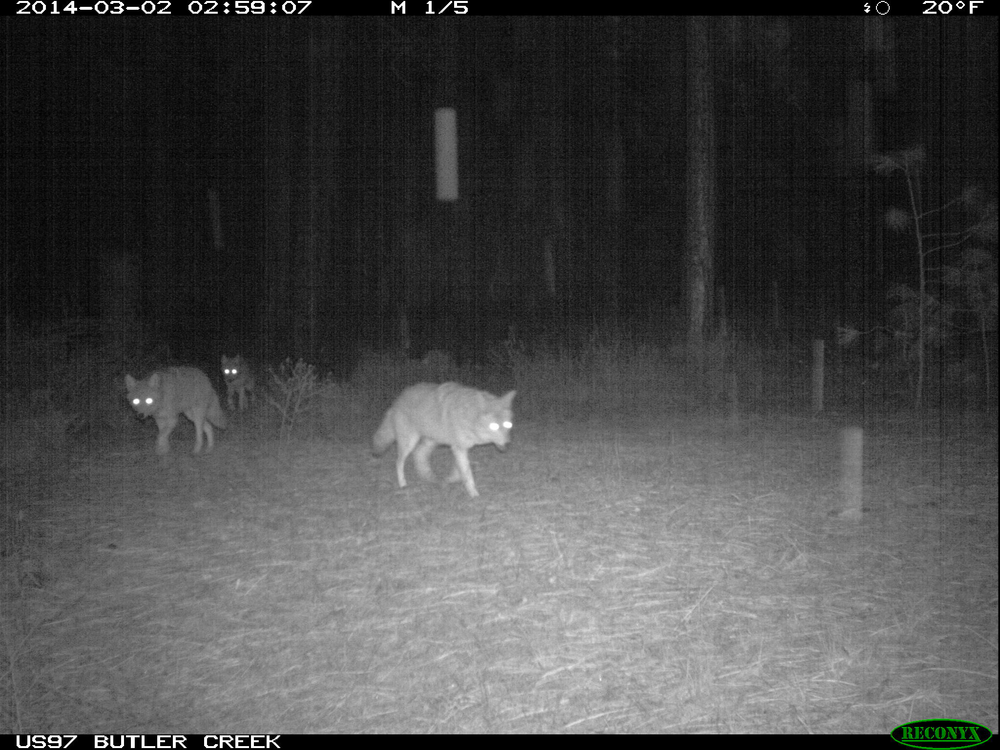 2014-03-02 02:59:07 M 1/5 20°F
US97 BUTLER CREEK
RECONYX